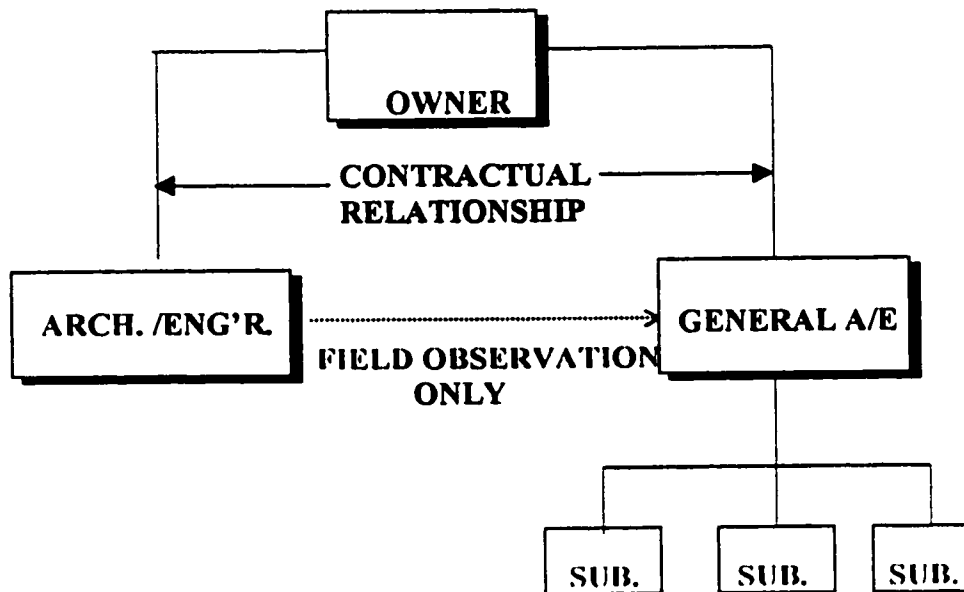 OWNER
CONTRACTUAL
RELATIONSHIP
ARCH. /ENG'R.
GENERAL A/E
FIELD OBSERVATION
ONLY
SUB.
SUB.
SUB.